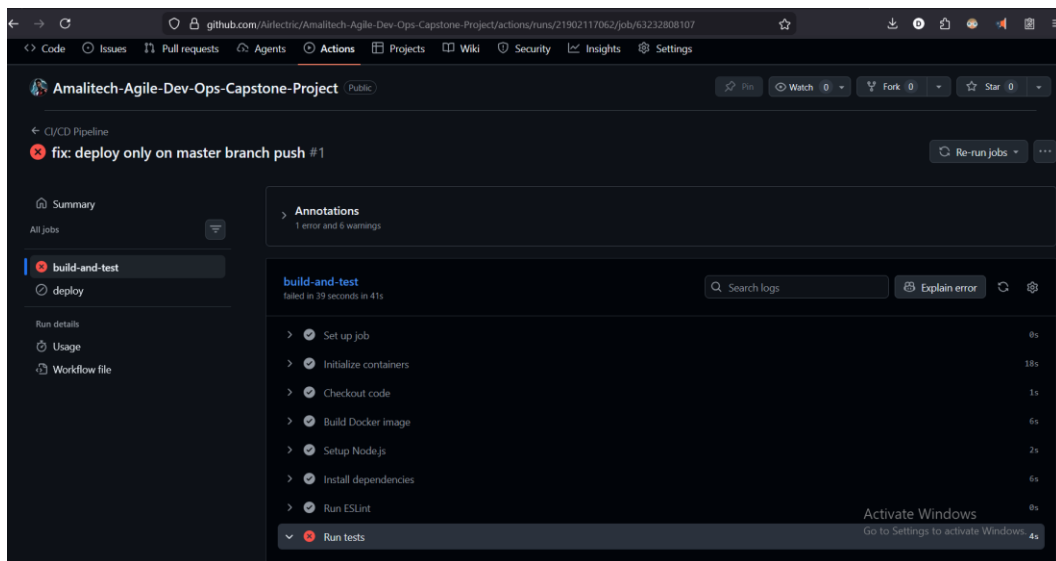 github.com/Airlectric/Amalitech-Agile-Dev-Ops-Capstone-Project/actions/runs/21902117062/job/63232808107
Code Issues Pull requests Agents Actions Projects Wiki Security Insights Settings
Amalitech-Agile-Dev-Ops-Capstone-Project Public Pin Watch 0 Fork 0 Star 0
CI/CD Pipeline
fix: deploy only on master branch push #1 Re-run jobs
Summary
All jobs
build-and-test
deploy
Run details
Usage
Workflow file
Annotations
1 error and 6 warnings
build-and-test
failed in 39 seconds in 41s
Search logs Explain error
Set up job 0s
Initialize containers 18s
Checkout code 1s
Build Docker image 6s
Setup Node.js 2s
Install dependencies 6s
Run ESLint 0s
Run tests 4s
Activate Windows
Go to Settings to activate Windows.